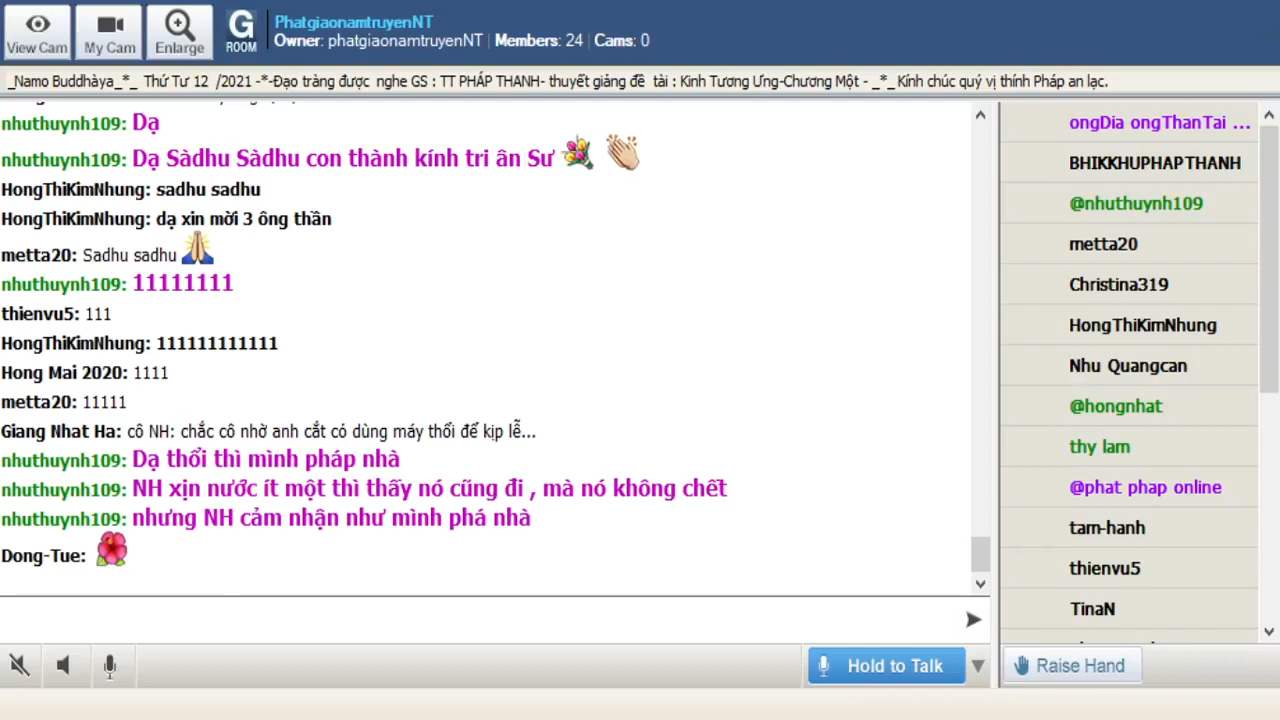 View Cam
My Cam
Enlarge
G
ROOM
PhatgiaonamtruyenNT
Owner: phatgiaonamtruyenNT | Members: 24 | Cams: 0
_Namo Buddhàya_*_ Thứ Tư 12 /2021 -*-Đạo tràng được nghe GS : TT PHÁP THANH- thuyết giảng đề tài : Kinh Tương Ưng-Chương Một - _*_ Kính chúc quý vị thính Pháp an lạc.
nhuthuynh109: Dạ
nhuthuynh109: Dạ Sàdhu Sàdhu con thành kính tri ân Sư
HongThiKimNhung: sadhu sadhu
HongThiKimNhung: dạ xin mời 3 ông thần
metta20: Sadhu sadhu
nhuthuynh109: 11111111
thienvu5: 111
HongThiKimNhung: 111111111111
Hong Mai 2020: 1111
metta20: 11111
Giang Nhat Ha: cô NH: chắc cô nhờ anh cắt có dùng máy thổi để kịp lễ...
nhuthuynh109: Dạ thổi thì mình pháp nhà
nhuthuynh109: NH xịn nước ít một thì thấy nó cũng đi , mà nó không chết
nhuthuynh109: nhưng NH cảm nhận như mình phá nhà
Dong-Tue:
ongDia ongThanTai ...
BHIKKHUPHAPTHANH
@nhuthuynh109
metta20
Christina319
HongThiKimNhung
Nhu Quangcan
@hongnhat
thy lam
@phat phap online
tam-hanh
thienvu5
TinaN
Hold to Talk
Raise Hand